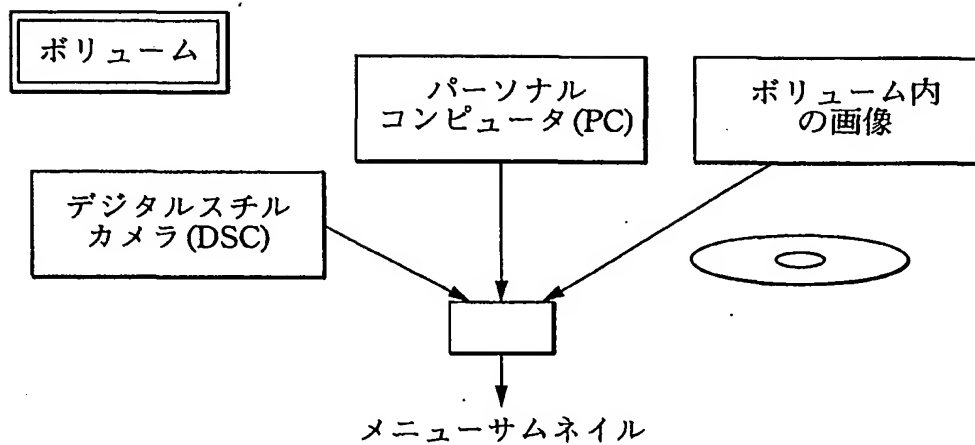 ボリューム
パーソナル
コンピュータ(PC)
ボリューム内
の画像
デジタルスチル
カメラ(DSC)
メニューサムネイル